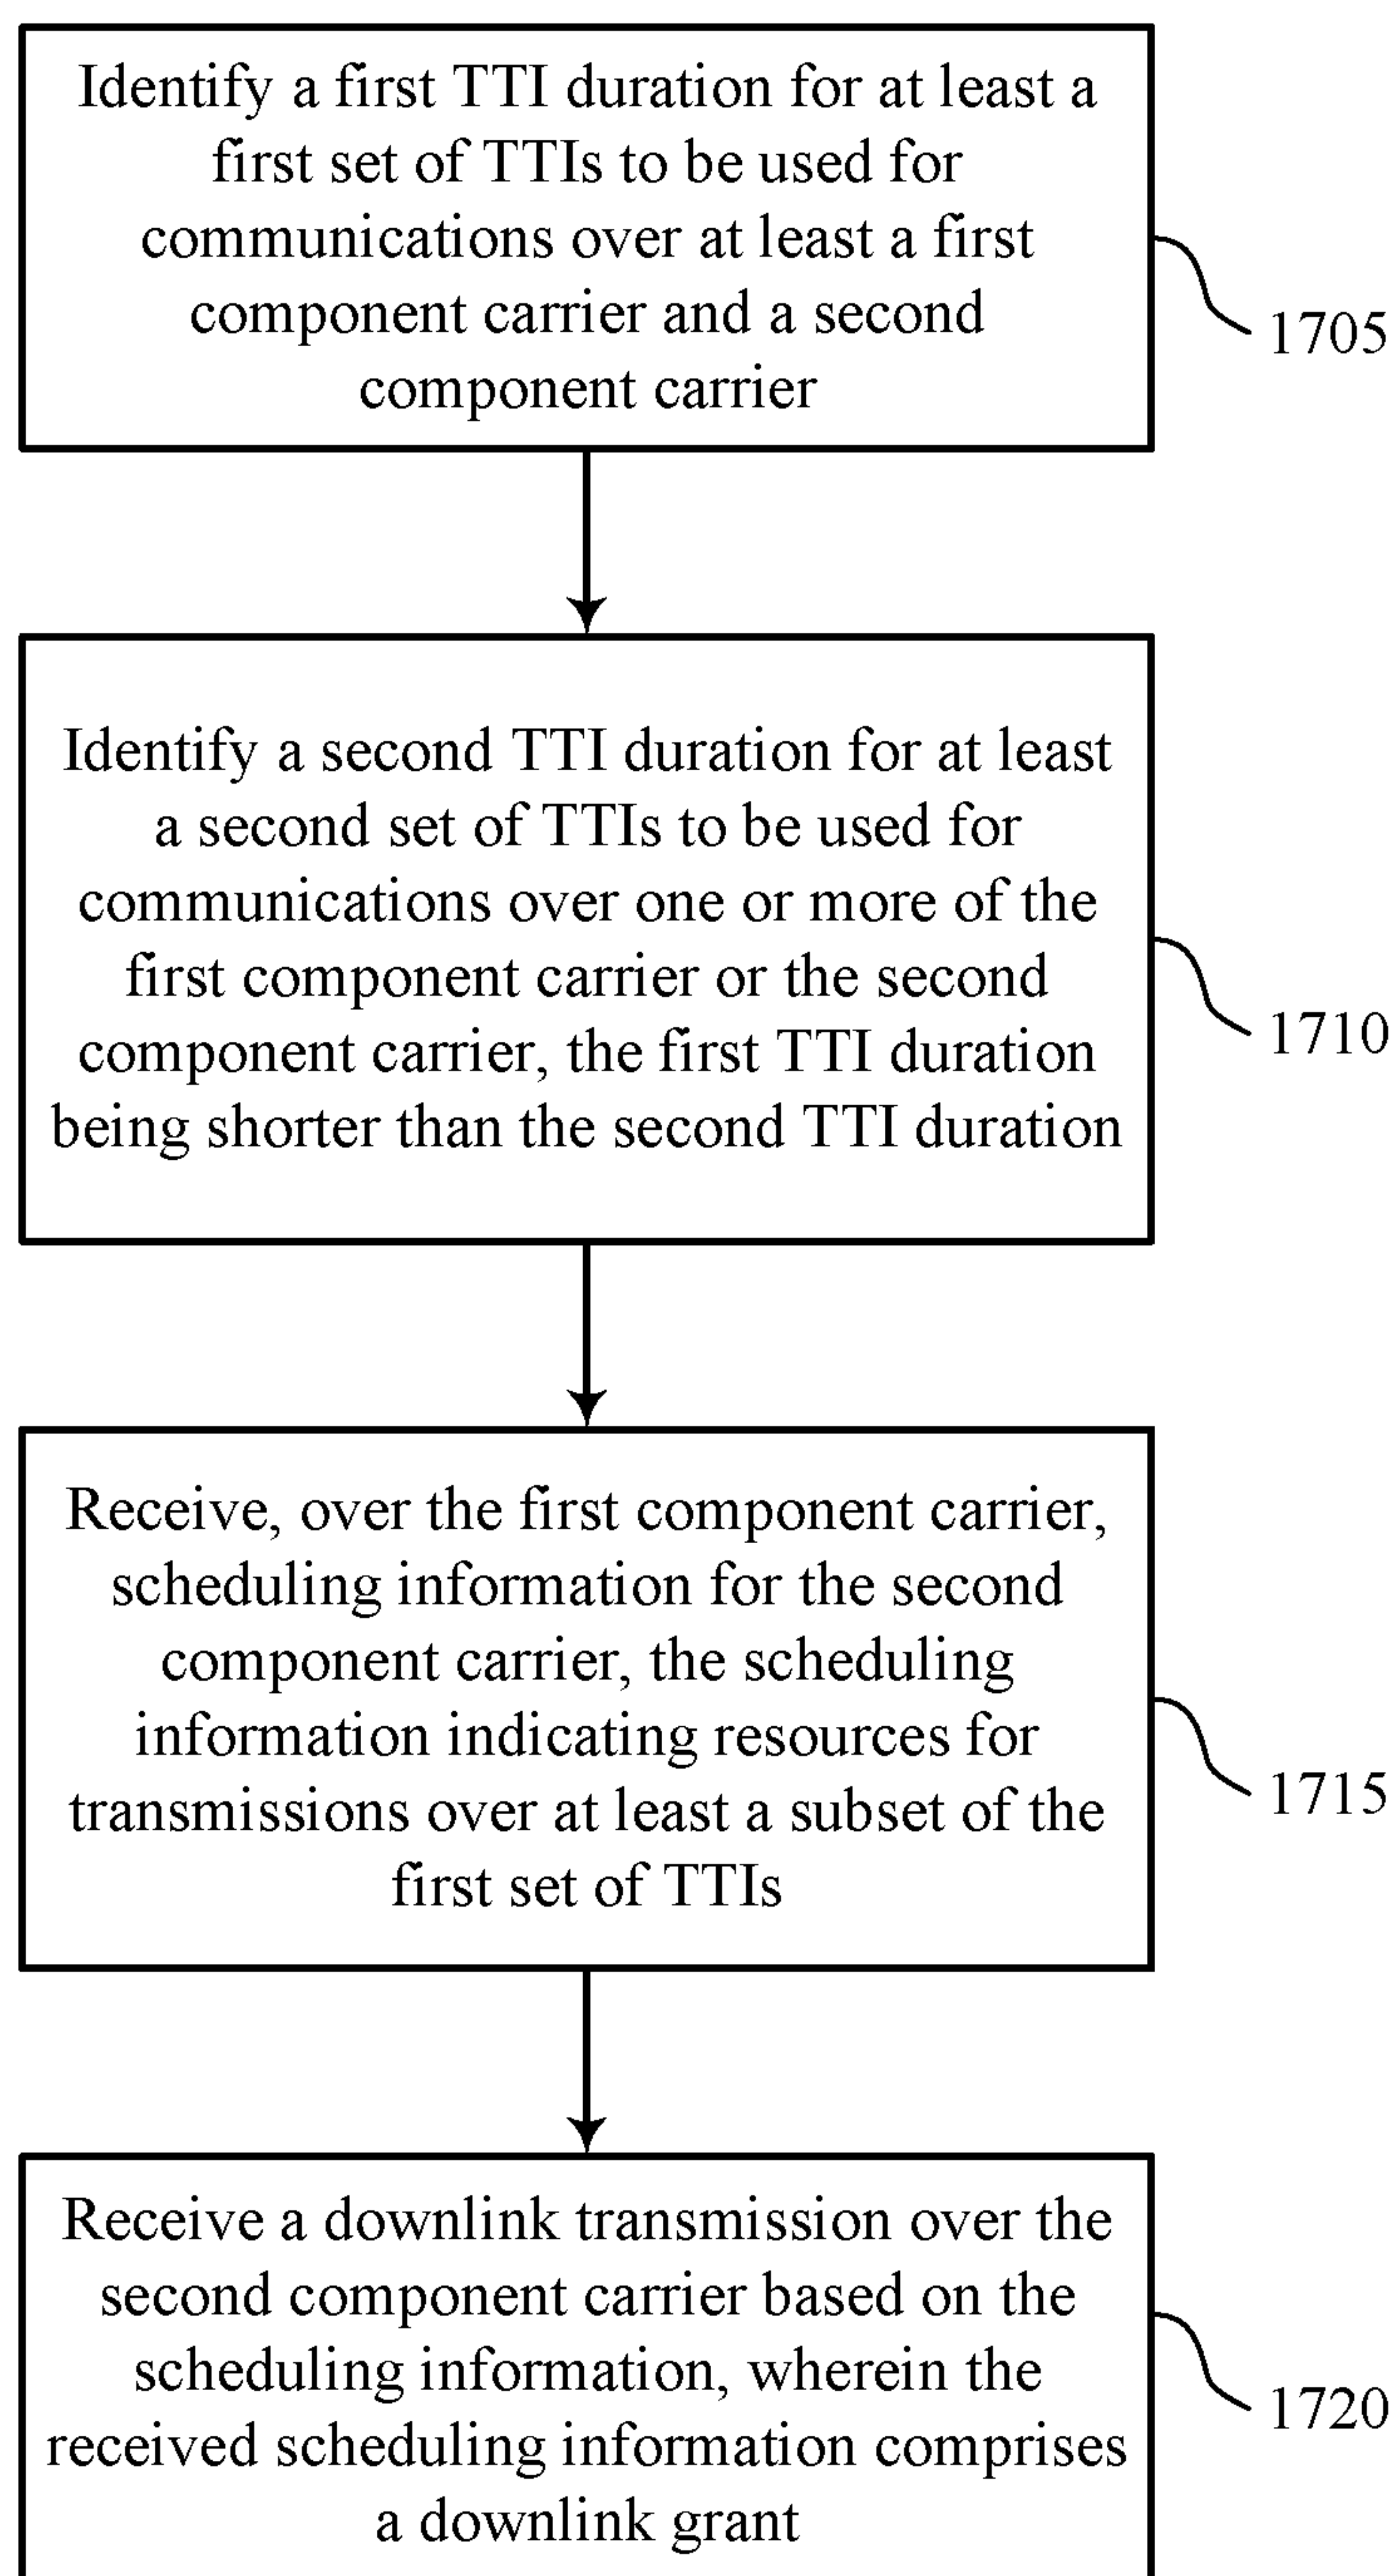 Identify a first TTI duration for at least a
first set of TTIs to be used for
communications over at least a first
component carrier and a second
component carrier
1705
Identify a second TTI duration for at least
a second set of TTIs to be used for
communications over one or more of the
first component carrier or the second
component carrier, the first TTI duration
being shorter than the second TTI duration
1710
Receive, over the first component carrier,
scheduling information for the second
component carrier, the scheduling
information indicating resources for
transmissions over at least a subset of the
first set of TTIs
1715
Receive a downlink transmission over the
second component carrier based on the
scheduling information, wherein the
received scheduling information comprises
a downlink grant
1720